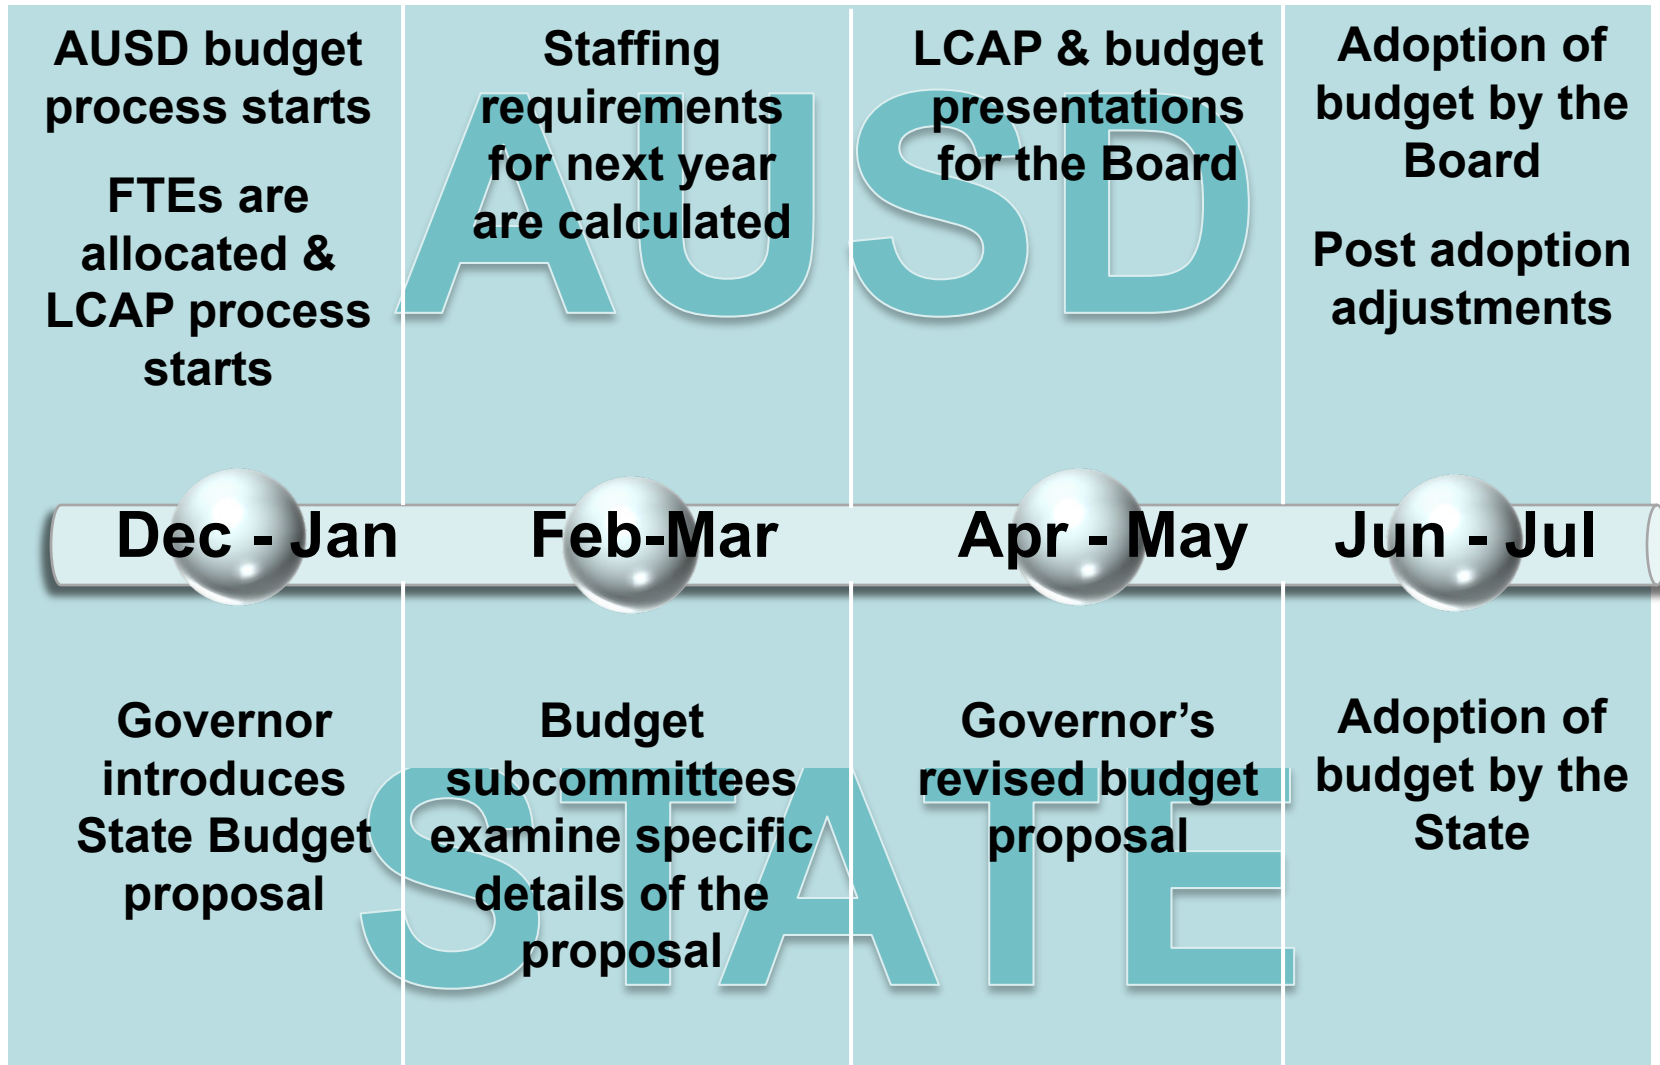 AUSD budget
process starts
FTEs are
allocated &
LCAP process
starts
Staffing
requirements
for next year
are calculated
LCAP & budget
presentations
for the Board
Adoption of
budget by the
Board
Post adoption
adjustments
AUSD
Dec - Jan
Feb-Mar
Apr - May
Jun - Jul
Governor
introduces
State Budget
proposal
Budget
subcommittees
examine specific
details of the
proposal
Governor’s
revised budget
proposal
Adoption of
budget by the
State
STATE